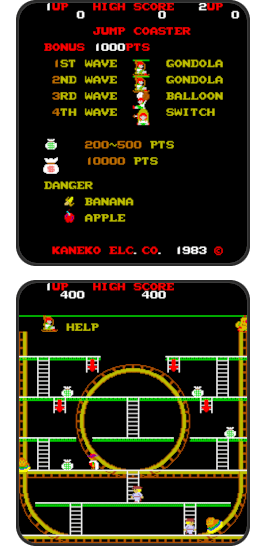 1UP HIGH SCORE 2UP
0 0 0
JUMP COASTER
BONUS 1000PTS
1ST WAVE GONDOLA
2ND WAVE GONDOLA
3RD WAVE BALLOON
4TH WAVE SWITCH
200~500 PTS
10000 PTS
DANGER
BANANA
APPLE
KANEKO ELC. CO. 1983 ©
1UP HIGH SCORE
400 400
HELP